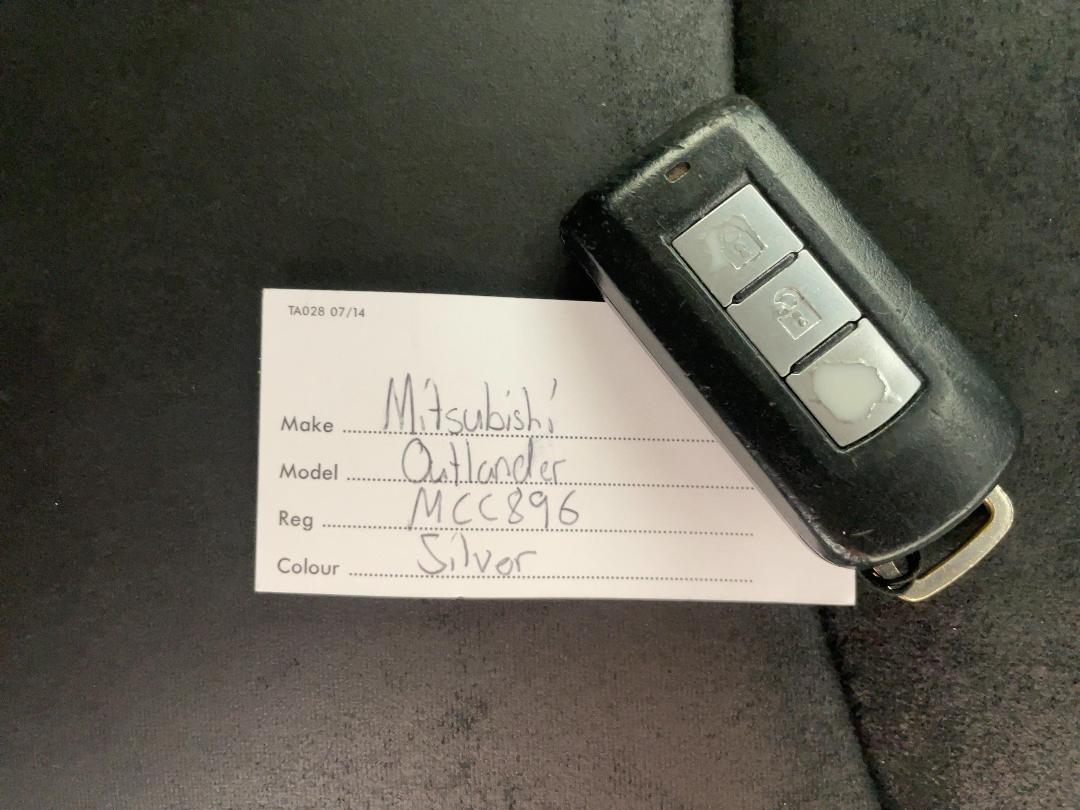 TA028 07/14
Make Mitsubishi
Model Outlander
Reg MCC896
Colour Silver